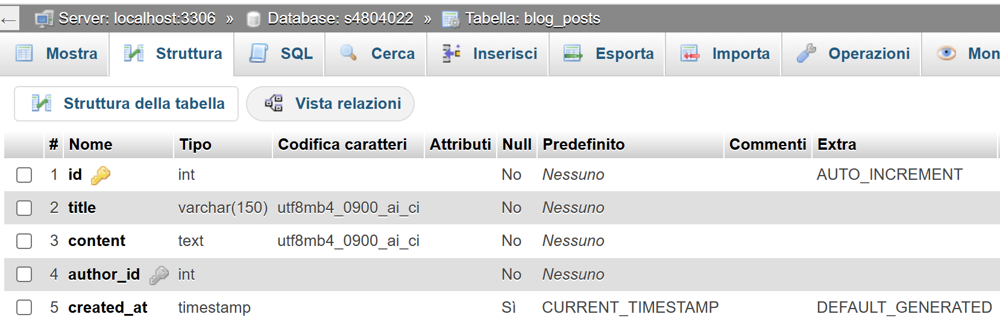 ← Server: localhost:3306 » Database: s4804022 » Tabella: blog_posts
Mostra Struttura SQL Cerca Inserisci Esporta Importa Operazioni Mon
Struttura della tabella Vista relazioni
# Nome Tipo Codifica caratteri Attributi Null Predefinito Commenti Extra
1 id int No Nessuno AUTO_INCREMENT
2 title varchar(150) utf8mb4_0900_ai_ci No Nessuno
3 content text utf8mb4_0900_ai_ci No Nessuno
4 author_id int No Nessuno
5 created_at timestamp Sì CURRENT_TIMESTAMP DEFAULT_GENERATED